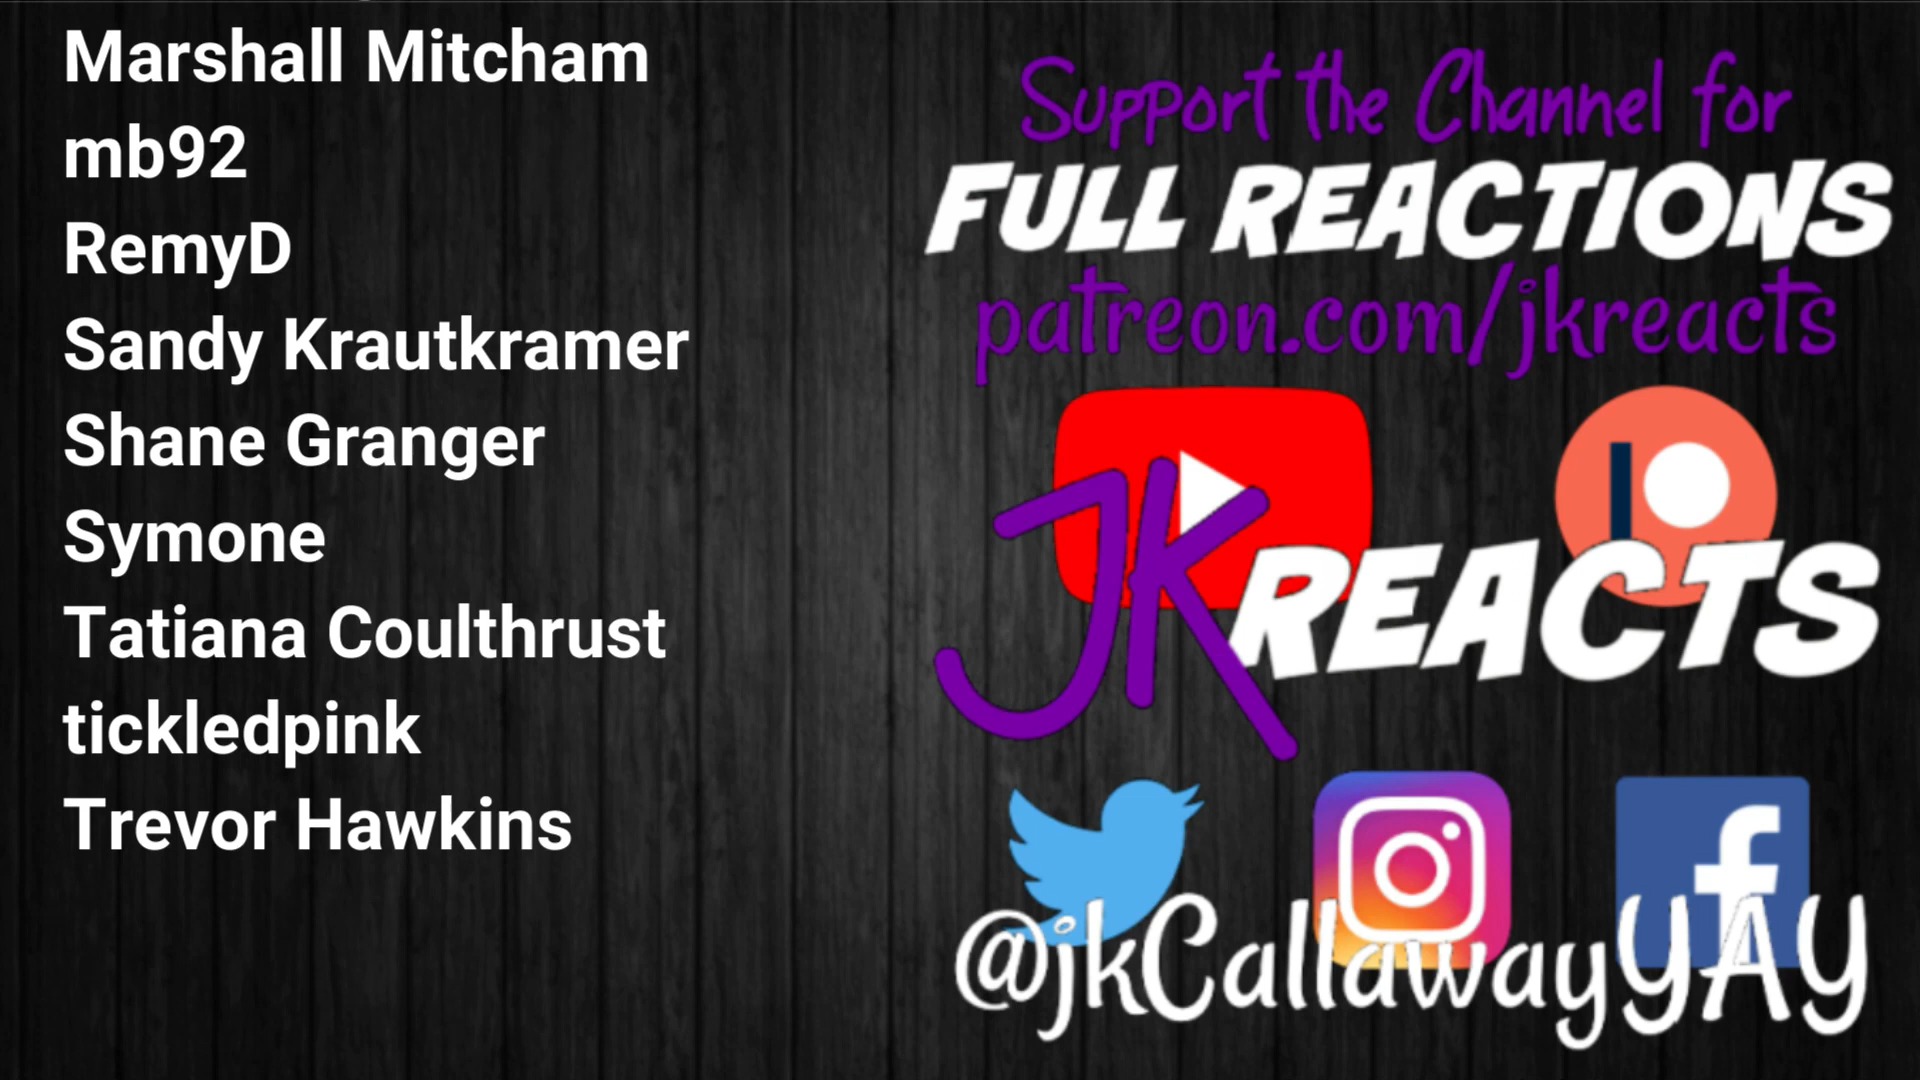 Marshall Mitcham
mb92
RemyD
Sandy Krautkramer
Shane Granger
Symone
Tatiana Coulthrust
tickledpink
Trevor Hawkins
Support the Channel for
FULL REACTIONS
patreon.com/jkreacts
JK REACTS
@jkCallawayYAY